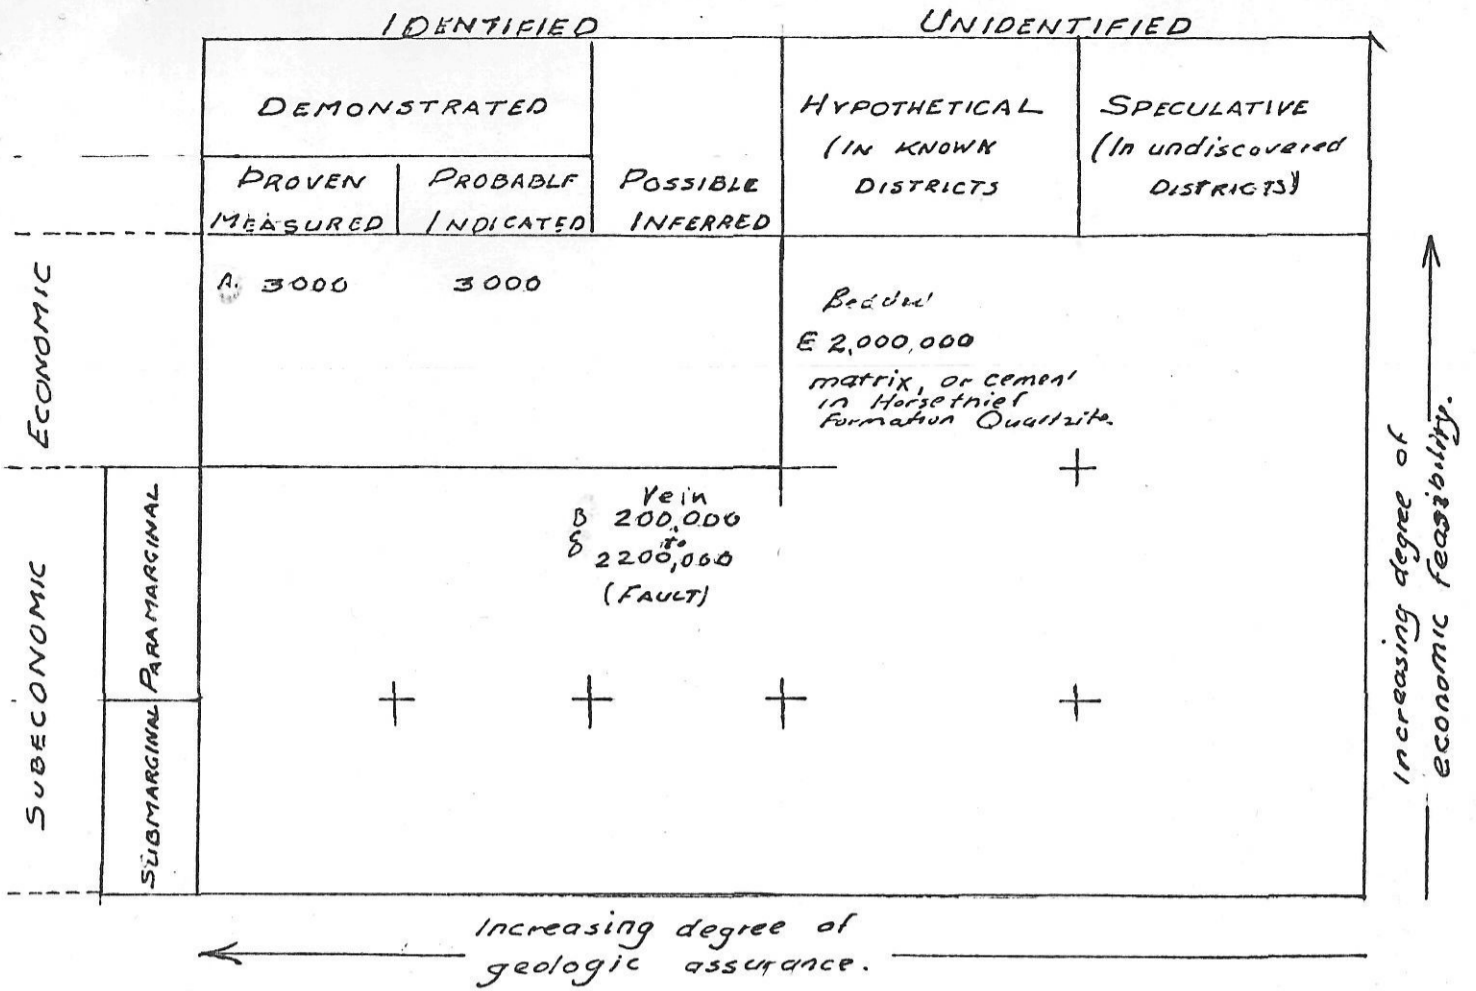 IDENTIFIED
UNIDENTIFIED
DEMONSTRATED
HYPOTHETICAL
(IN KNOWN
DISTRICTS
SPECULATIVE
(In undiscovered
DISTRICTS)
PROVEN
MEASURED
PROBABLE
INDICATED
POSSIBLE
INFERRED
ECONOMIC
A. 3000
3000
Bedded
E 2,000,000
matrix, or cement
in Horsethief
Formation Quartzite.
SUBECONOMIC
PARAMARGINAL
SUBMARGINAL
Vein
B 200,000
to
2200,000
(FAULT)
Increasing degree of
economic feasibility.
Increasing degree of
geologic assurance.